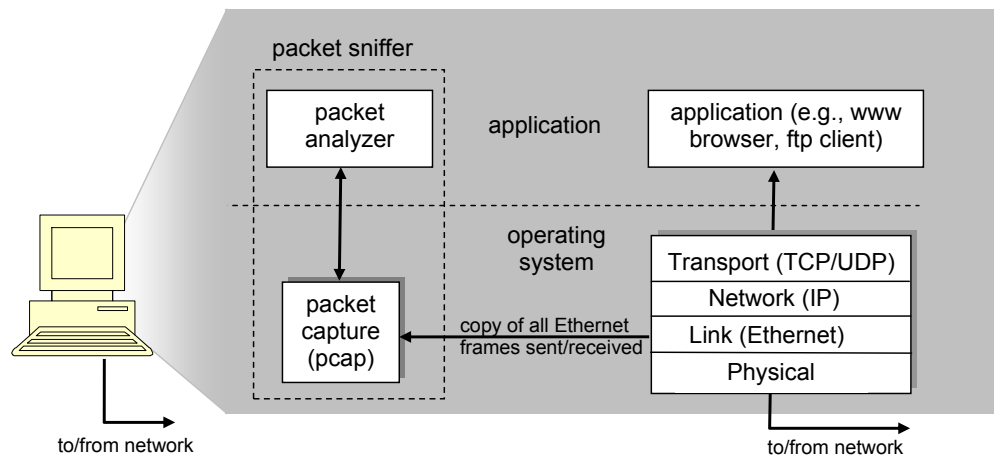 packet sniffer
packet
analyzer
application
application (e.g., www
browser, ftp client)
operating
system
packet
capture
(pcap)
copy of all Ethernet
frames sent/received
Transport (TCP/UDP)
Network (IP)
Link (Ethernet)
Physical
to/from network
to/from network